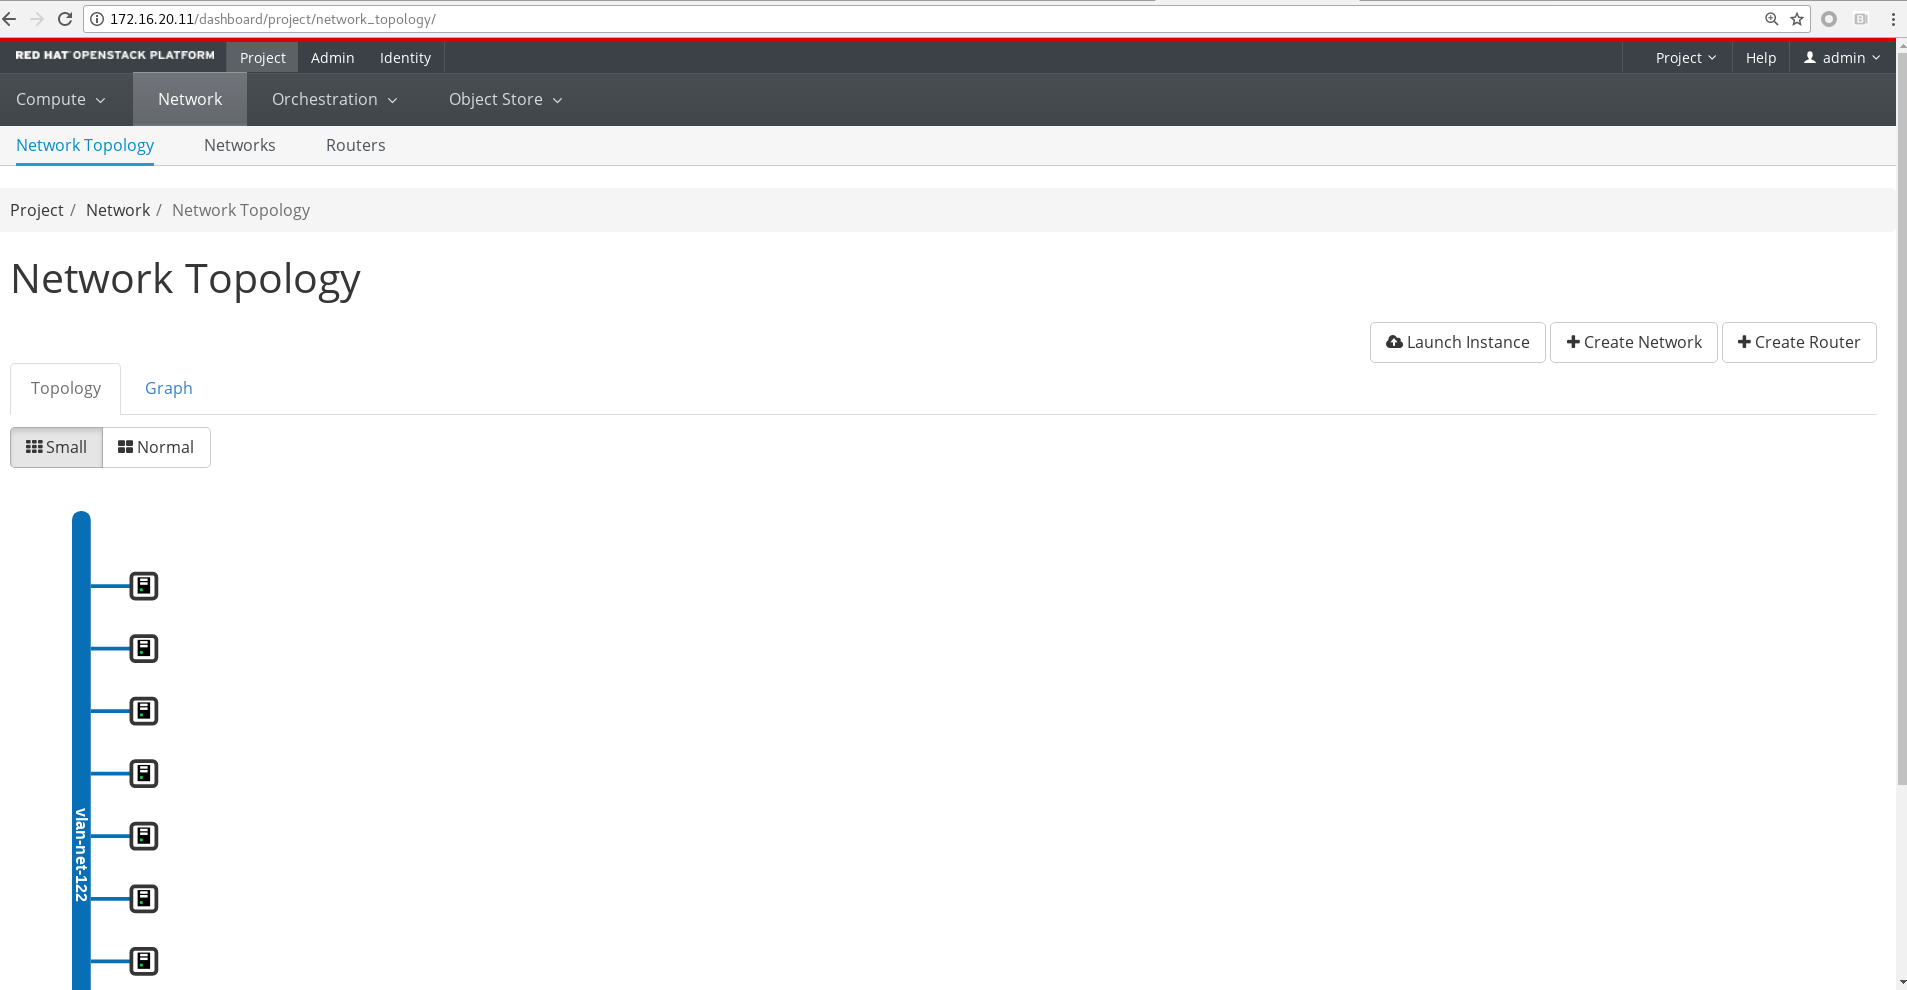 172.16.20.11/dashboard/project/network_topology/
RED HAT OPENSTACK PLATFORM Project Admin Identity Project Help admin
Compute Network Orchestration Object Store
Network Topology Networks Routers
Project / Network / Network Topology
Network Topology
Launch Instance Create Network Create Router
Topology Graph
Small Normal
vlan-net-122